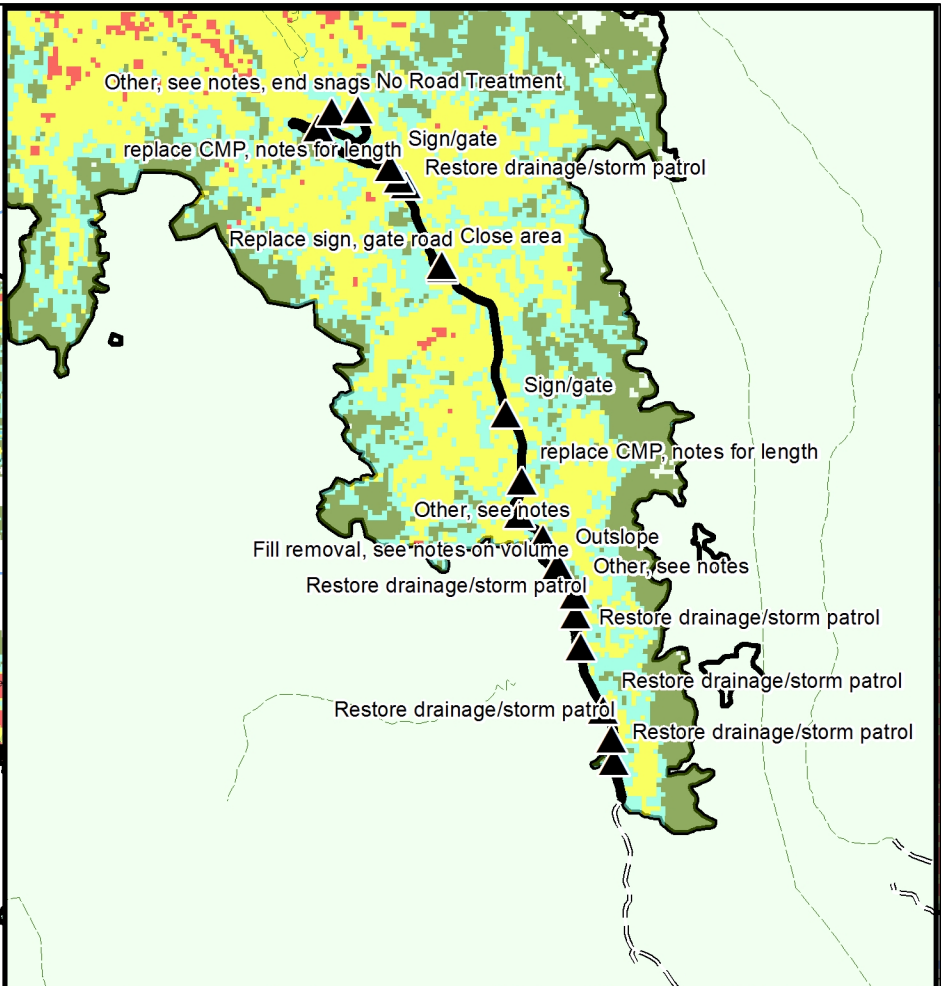 Other, see notes, end snags
No Road Treatment
Sign/gate
replace CMP, notes for length
Restore drainage/storm patrol
Replace sign, gate road
Close area
Sign/gate
replace CMP, notes for length
Other, see notes
Outslope
Fill removal, see notes on volume
Other, see notes
Restore drainage/storm patrol
Restore drainage/storm patrol
Restore drainage/storm patrol
Restore drainage/storm patrol
Restore drainage/storm patrol